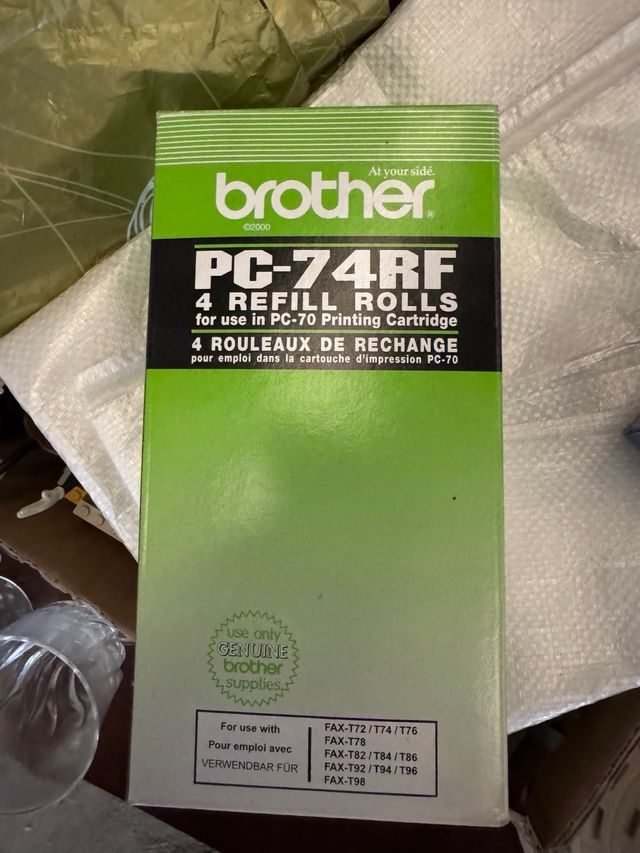 At your side.
brother®
©2000
PC-74RF
4 REFILL ROLLS
for use in PC-70 Printing Cartridge
4 ROULEAUX DE RECHANGE
pour emploi dans la cartouche d'impression PC-70
use only
GENUINE
brother
supplies
For use with
Pour emploi avec
VERWENDBAR FÜR
FAX-T72 / T74 / T76
FAX-T78
FAX-T82 / T84 / T86
FAX-T92 / T94 / T96
FAX-T98